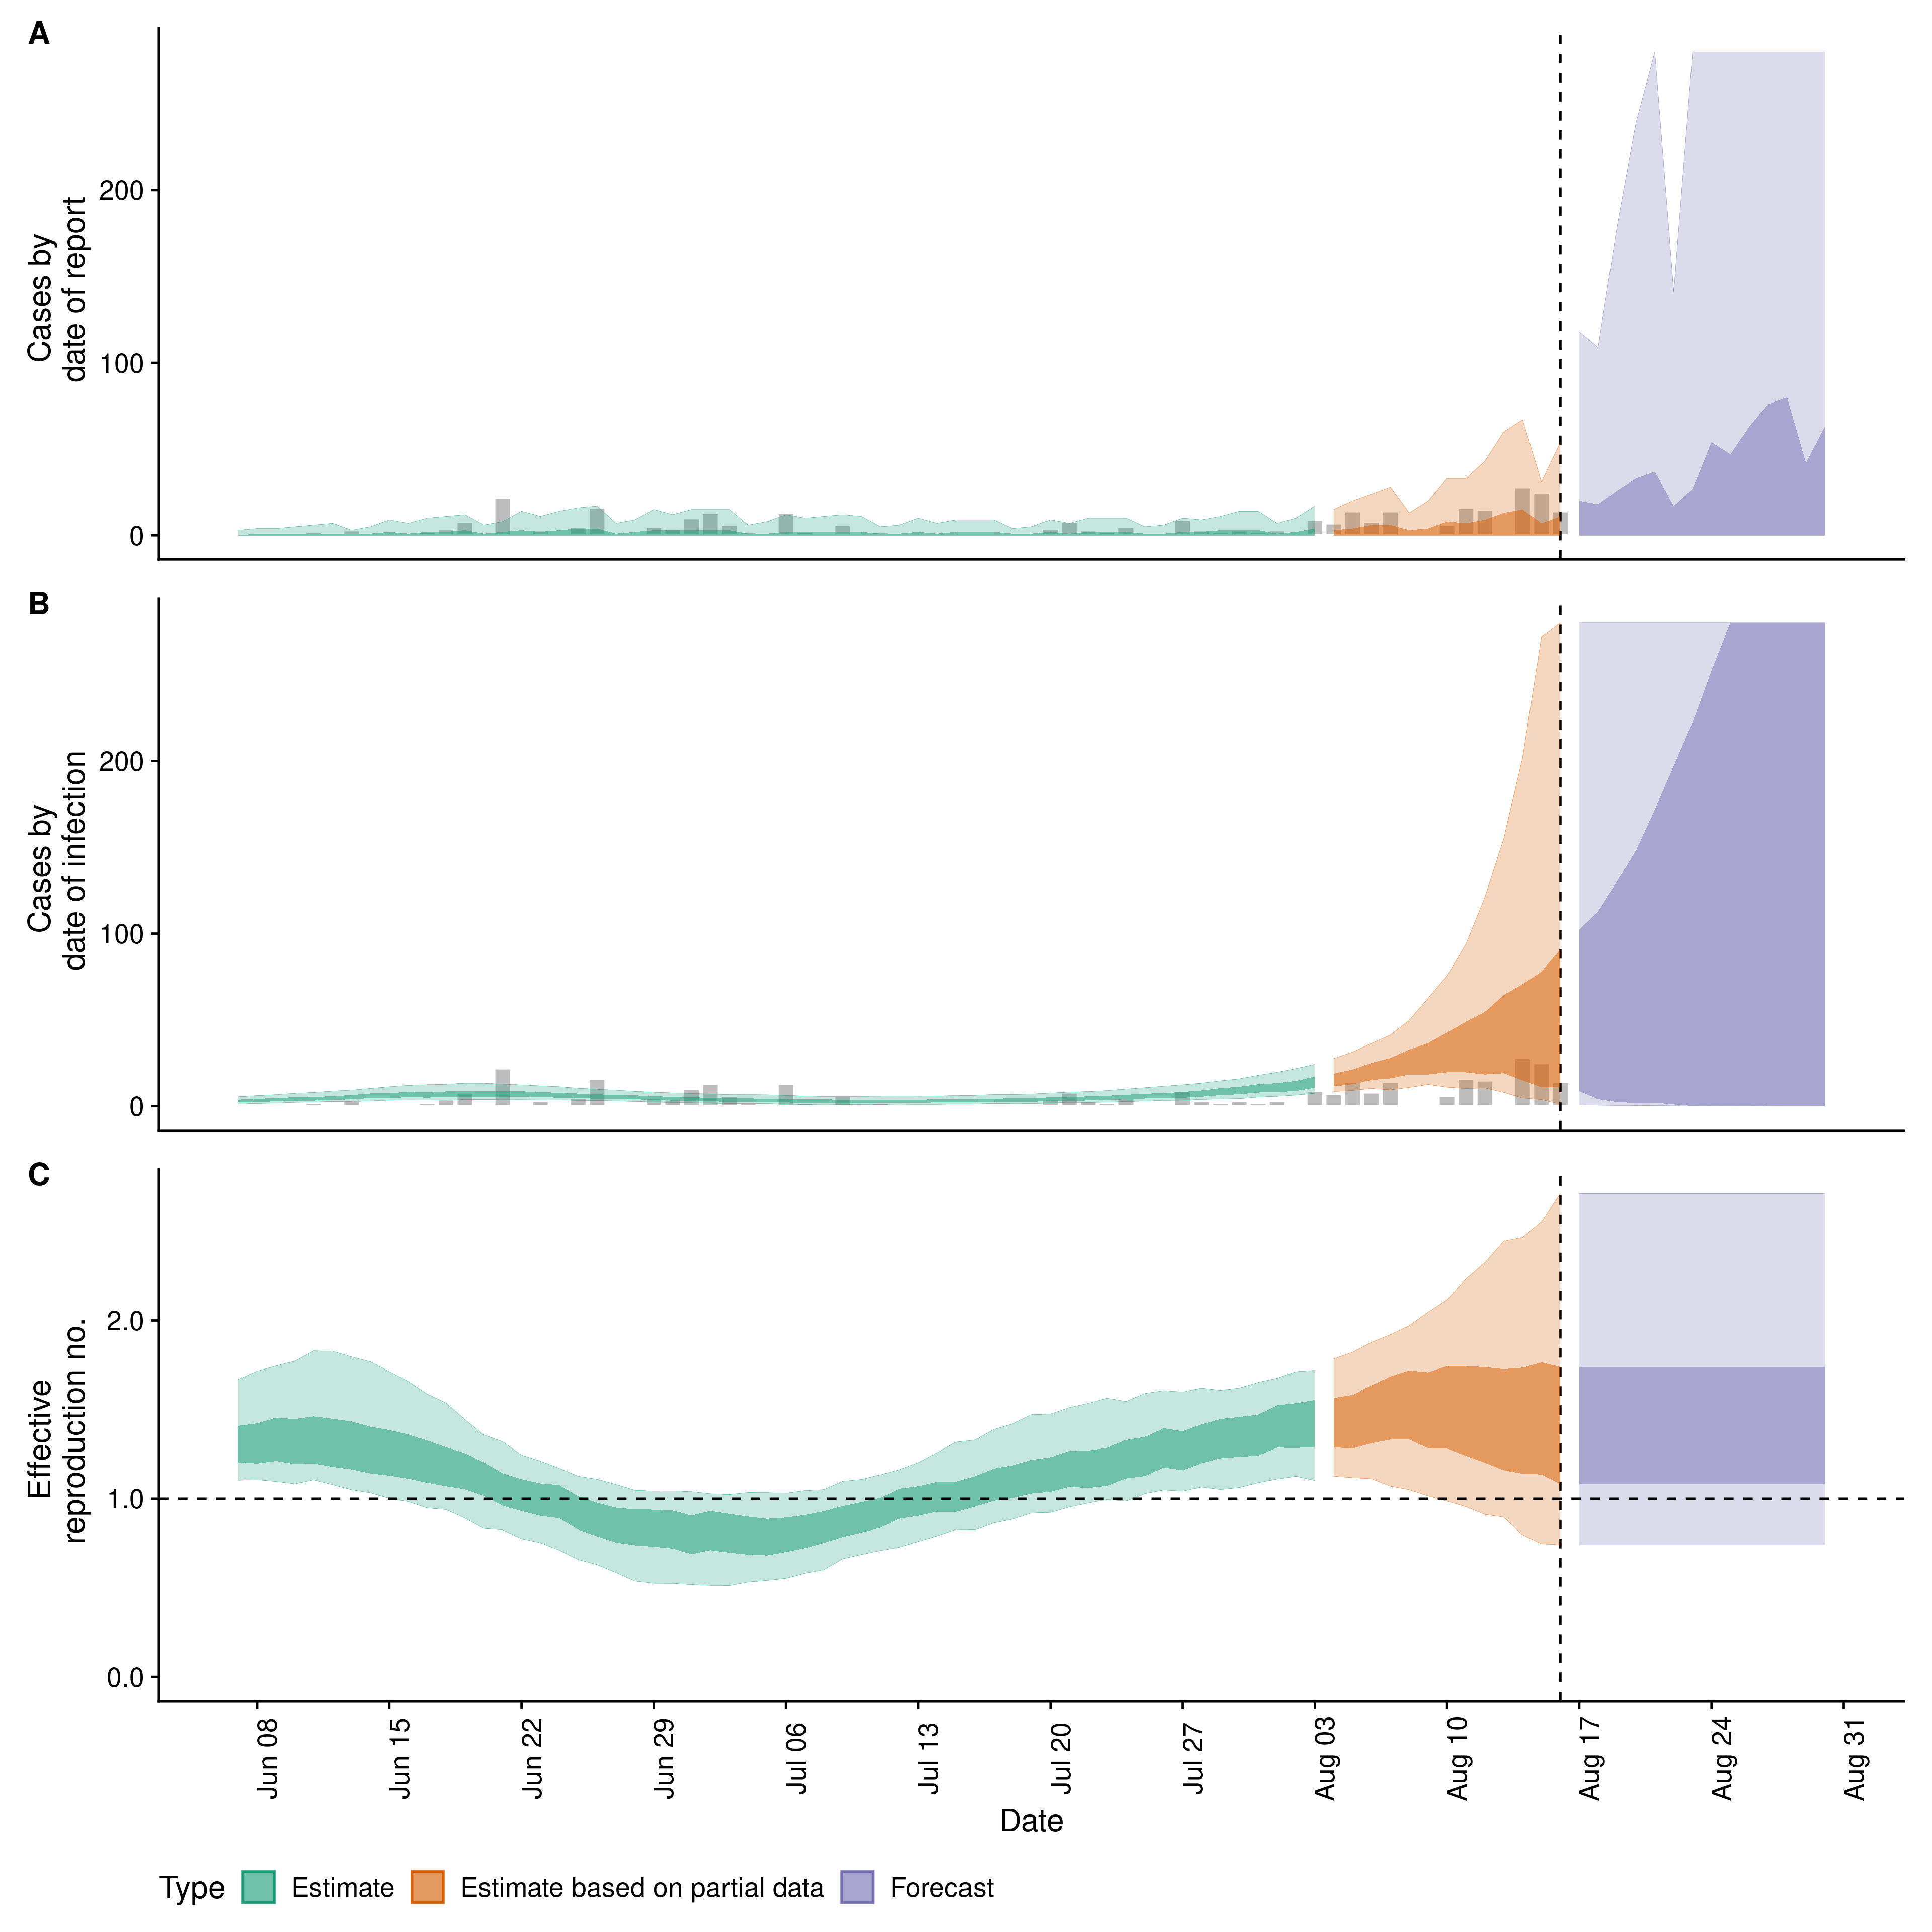 A
Cases by
date of report
200
100
0
B
Cases by
date of infection
200
100
0
C
Effective
reproduction no.
2.0
1.0
0.0
Jun 08
Jun 15
Jun 22
Jun 29
Jul 06
Jul 13
Jul 20
Jul 27
Aug 03
Aug 10
Aug 17
Aug 24
Aug 31
Date
Type Estimate Estimate based on partial data Forecast